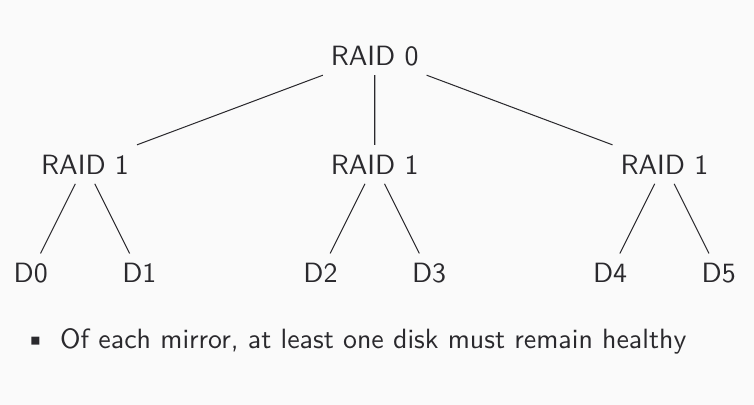 RAID 0
RAID 1 RAID 1 RAID 1
D0 D1 D2 D3 D4 D5
▪ Of each mirror, at least one disk must remain healthy